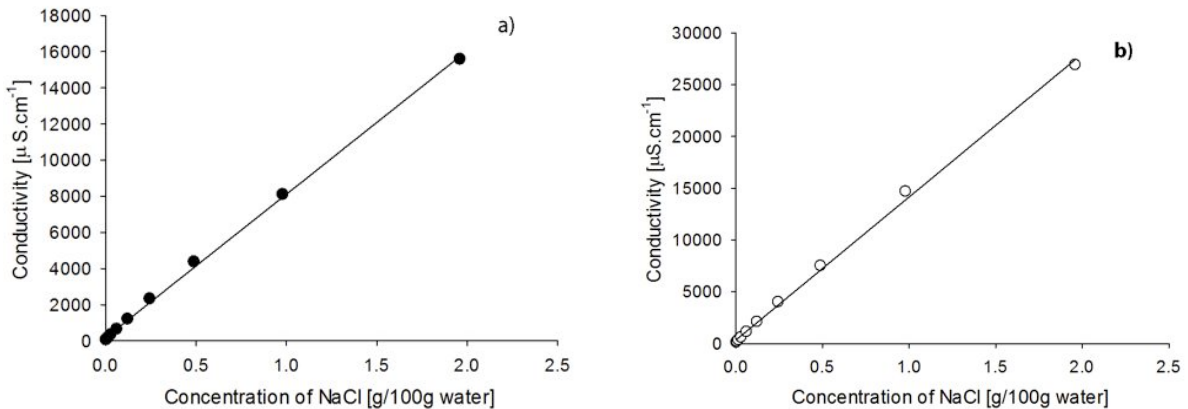 a)
Conductivity [μ S.cm⁻¹]
18000
16000
14000
12000
10000
8000
6000
4000
2000
0
0.0 0.5 1.0 1.5 2.0 2.5
Concentration of NaCl [g/100g water]
b)
Conductivity [μS.cm⁻¹]
30000
25000
20000
15000
10000
5000
0
0.0 0.5 1.0 1.5 2.0 2.5
Concentration of NaCl [g/100g water]